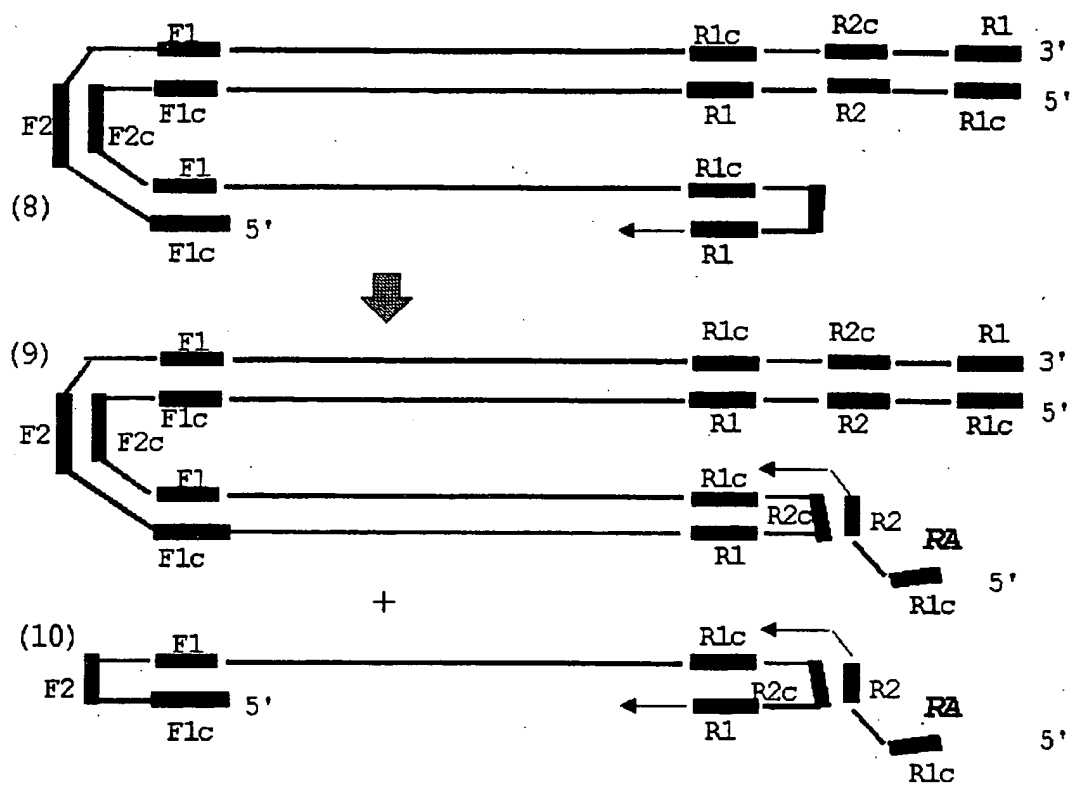 F1 R1c R2c R1 3'
F1c R1 R2 R1c 5'
F2 F2c
F1 R1c
(8) F1c 5' R1
(9) F1 R1c R2c R1 3'
F1c R1 R2 R1c 5'
F2 F2c
F1 R1c R2c R2 RA
F1c R1 R1c 5'
+
(10) F1 R1c
F2 R2c R2 RA
F1c 5' R1 R1c 5'